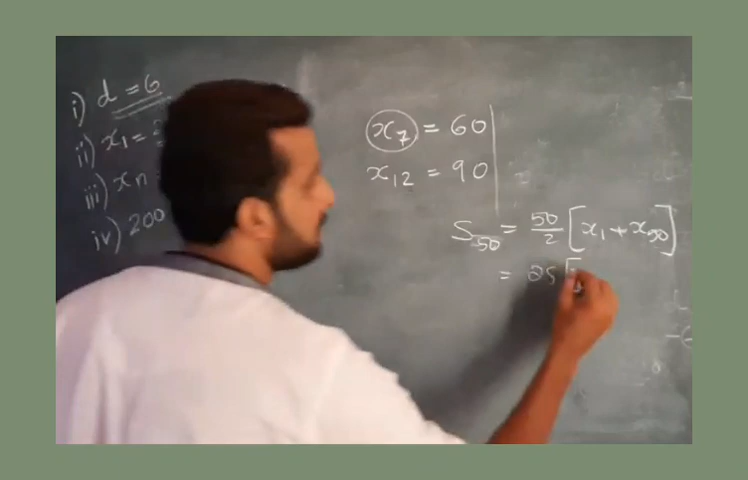 i) d = 6
ii) x₁ =
iii) xₙ
iv) 200
x₇ = 60
x₁₂ = 90
S₅₀ = 50/2 [x₁ + x₅₀]
= 25 [